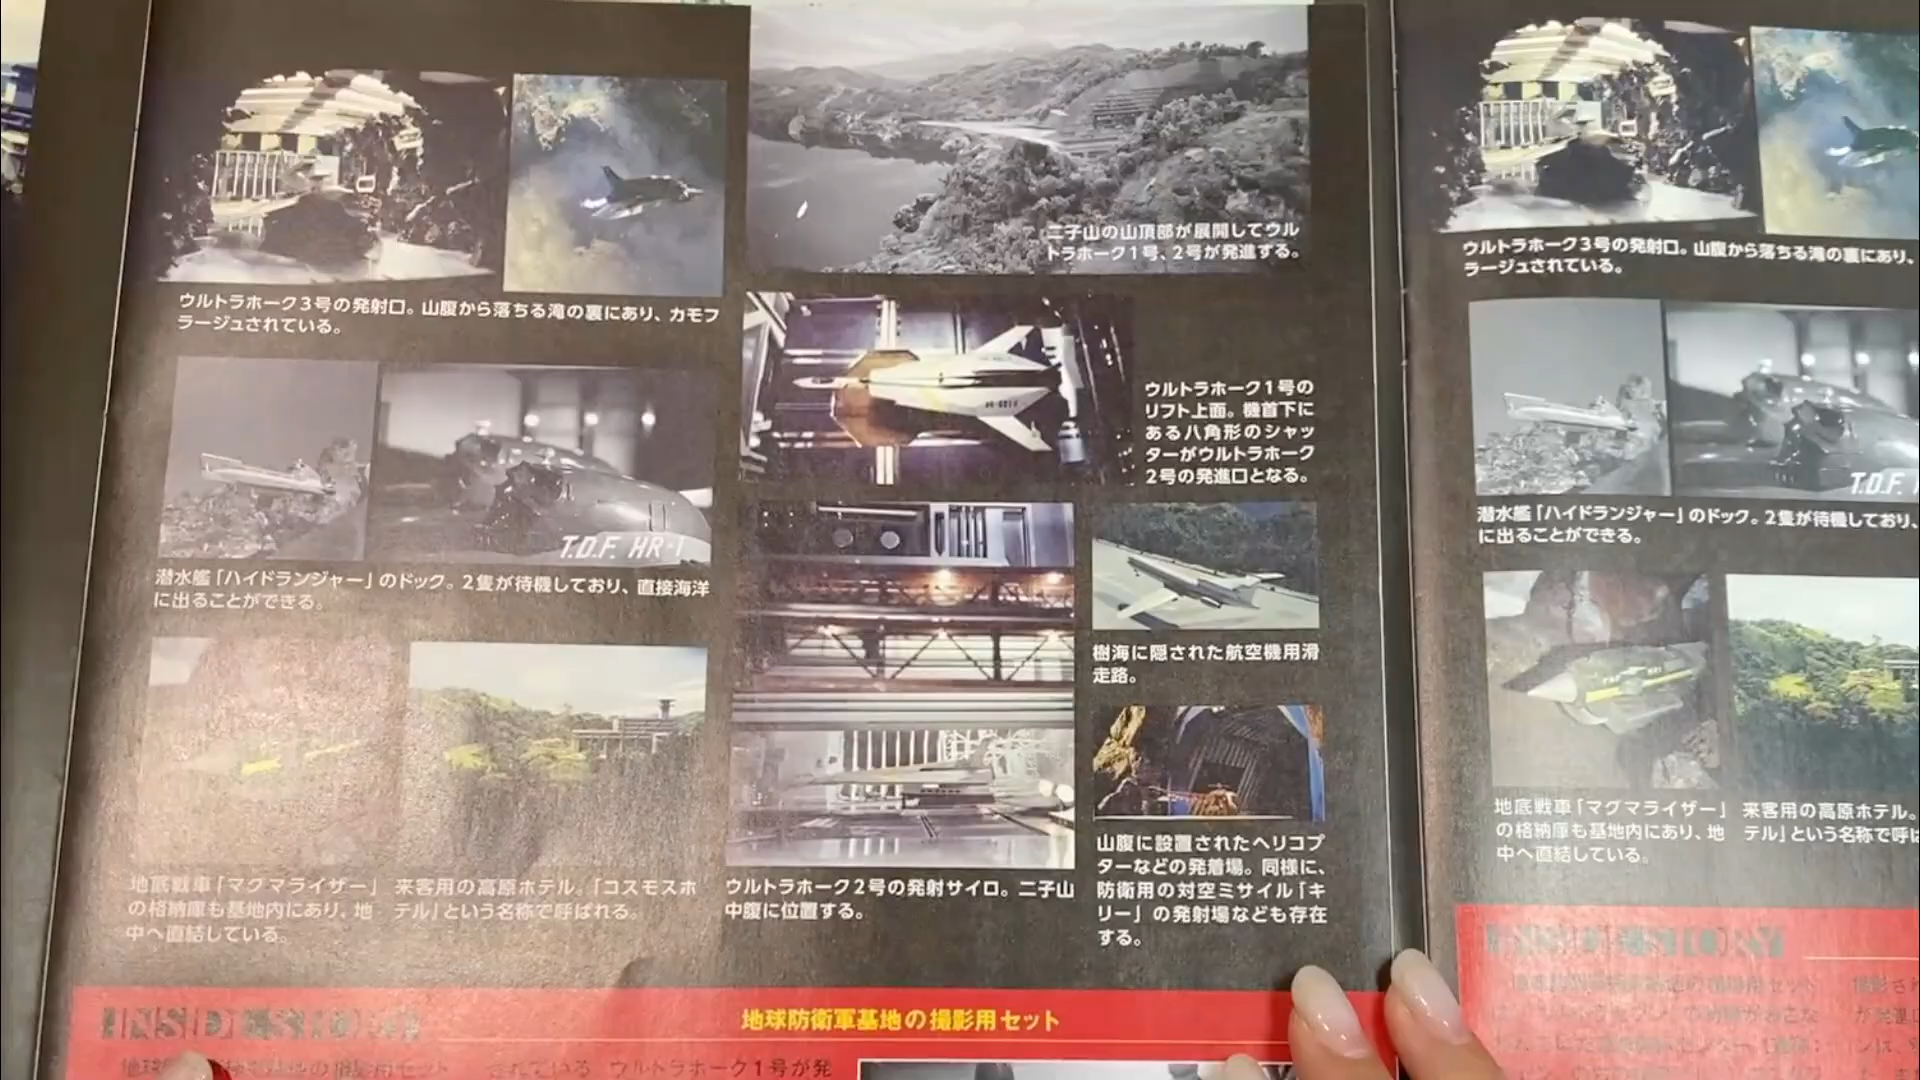 二子山の山頂部が展開してウル
トラホーク1号、2号が発進する。
ウルトラホーク3号の発射口。山腹から落ちる滝の裏にあり、カモフ
ラージュされている。
ウルトラホーク1号の
リフト上面。機首下に
ある八角形のシャッ
ターがウルトラホーク
2号の発進口となる。
T.D.F. HR-1
潜水艦「ハイドランジャー」のドック。2隻が待機しており、直接海洋
に出ることができる。
樹海に隠された航空機用滑
走路。
地底戦車「マグマライザー」
の格納庫も基地内にあり、地
中へ直結している。
来客用の高原ホテル。「コスモスホ
テル」という名称で呼ばれる。
ウルトラホーク2号の発射サイロ。二子山
中腹に位置する。
山腹に設置されたヘリコプ
ターなどの発着場。同様に、
防衛用の対空ミサイル「キ
リー」の発射場なども存在
する。
INSIDE STORY
地球防衛軍基地の撮影用セット
されている ウルトラホーク1号が発
ウルトラホーク3号の発射口。山腹から落ちる滝の裏にあり、
ラージュされている。
T.D.F.
潜水艦「ハイドランジャー」のドック。2隻が待機しており、
に出ることができる。
地底戦車「マグマライザー」
の格納庫も基地内にあり、地
中へ直結している。
来客用の高原ホテル。
テル」という名称で呼ば
INSIDE STORY